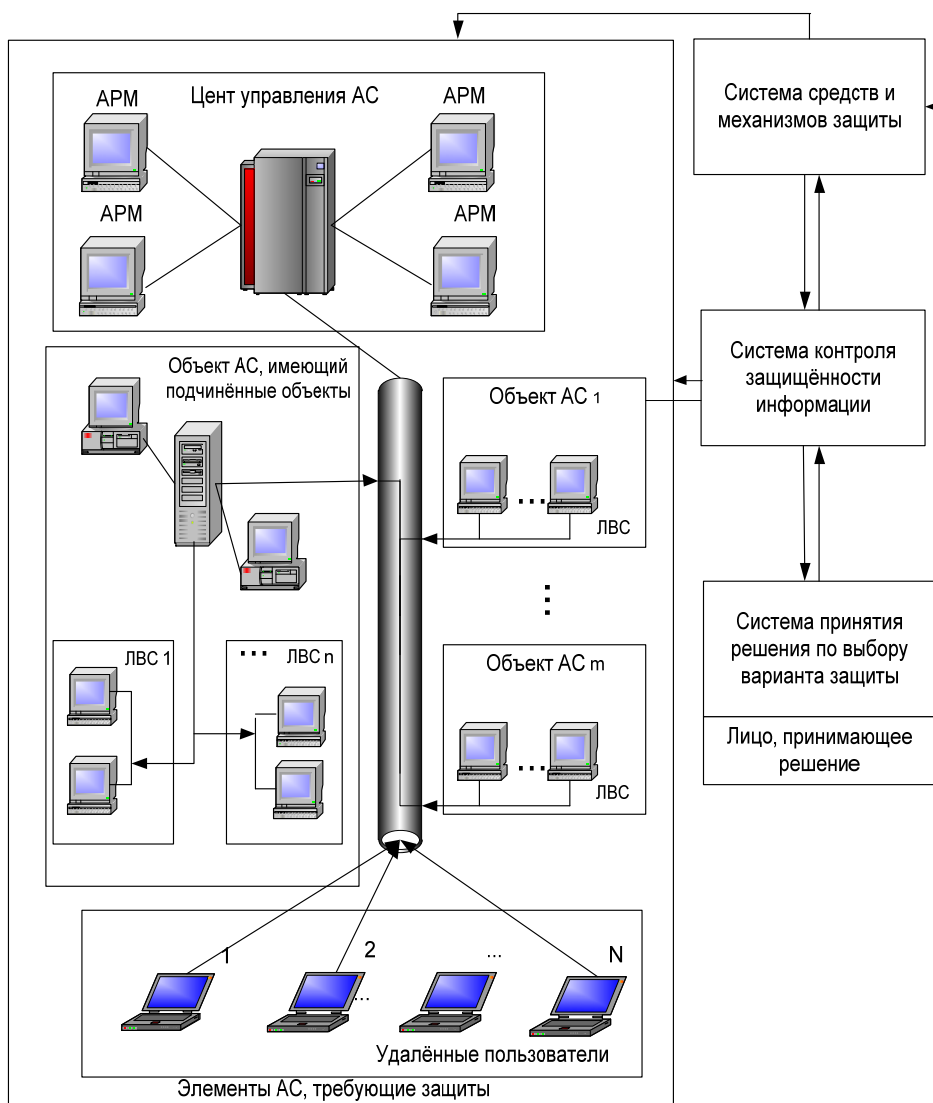 АРМ
Цент управления АС
АРМ
АРМ
АРМ
Система средств и
механизмов защиты
Объект АС, имеющий
подчинённые объекты
Объект АС 1
...
ЛВС
Система контроля
защищённости
информации
ЛВС 1
...
ЛВС n
...
Объект АС m
...
ЛВС
Система принятия
решения по выбору
варианта защиты
Лицо, принимающее
решение
1
2
...
...
N
Удалённые пользователи
Элементы АС, требующие защиты